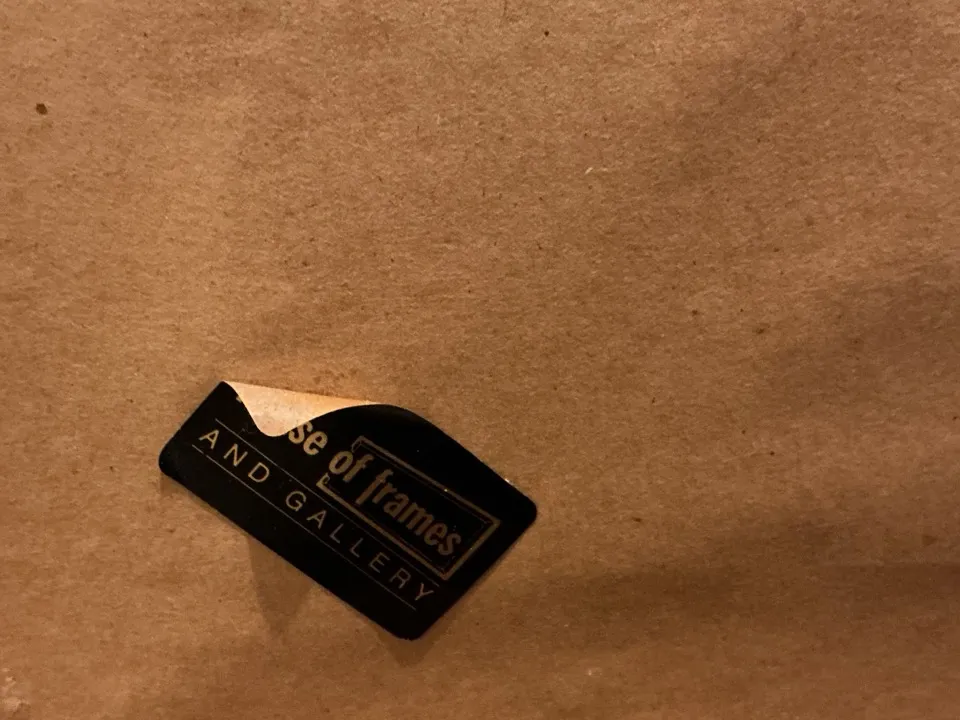 se of frames
AND GALLERY